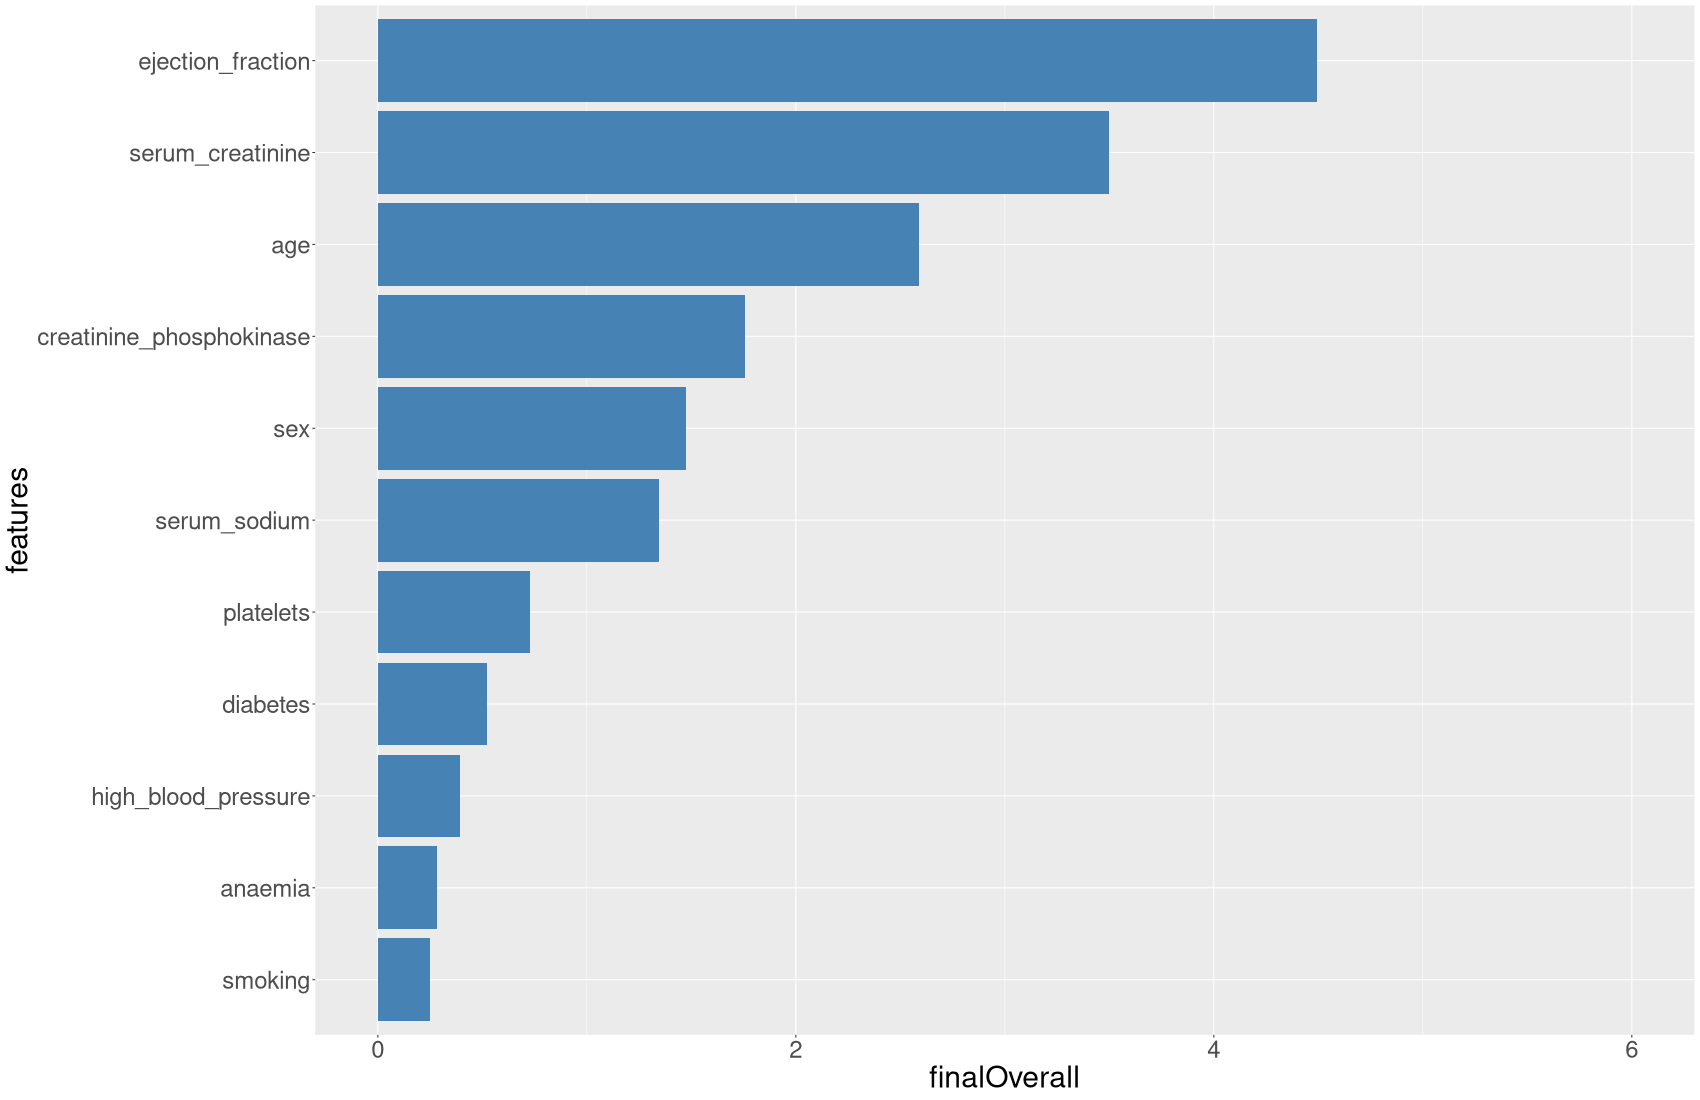 ejection_fraction
serum_creatinine
age
creatinine_phosphokinase
sex
serum_sodium
platelets
diabetes
high_blood_pressure
anaemia
smoking
features
0 2 4 6
finalOverall